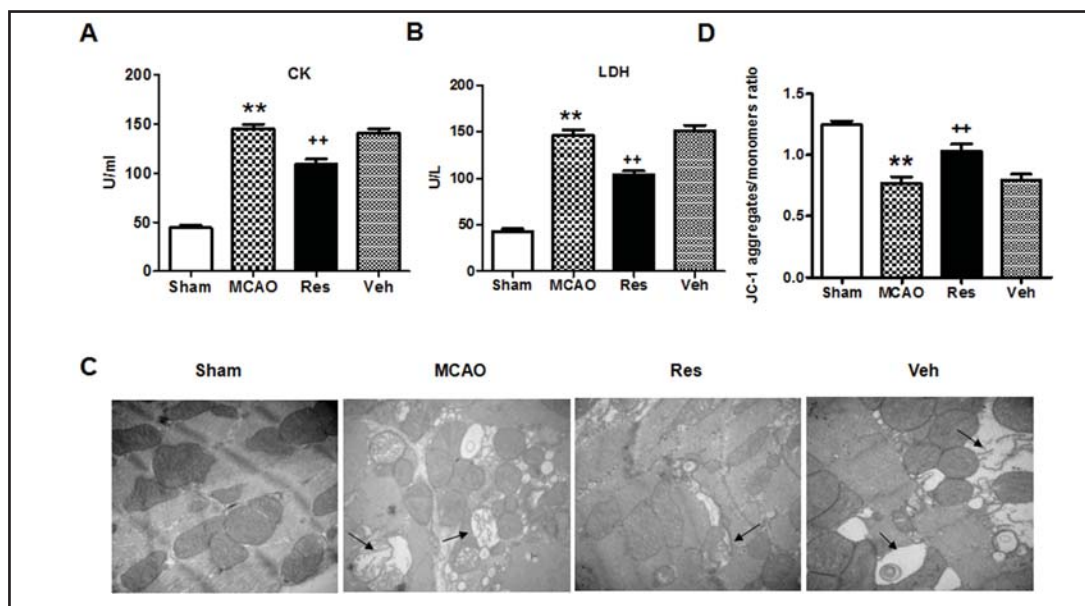 A
CK
U/ml
200
150
100
50
0
**
++
Sham MCAO Res Veh
B
LDH
U/L
200
150
100
50
0
**
++
Sham MCAO Res Veh
D
JC-1 aggregates/monomers ratio
1.5
1.0
0.5
0.0
**
++
Sham MCAO Res Veh
C
Sham MCAO Res Veh